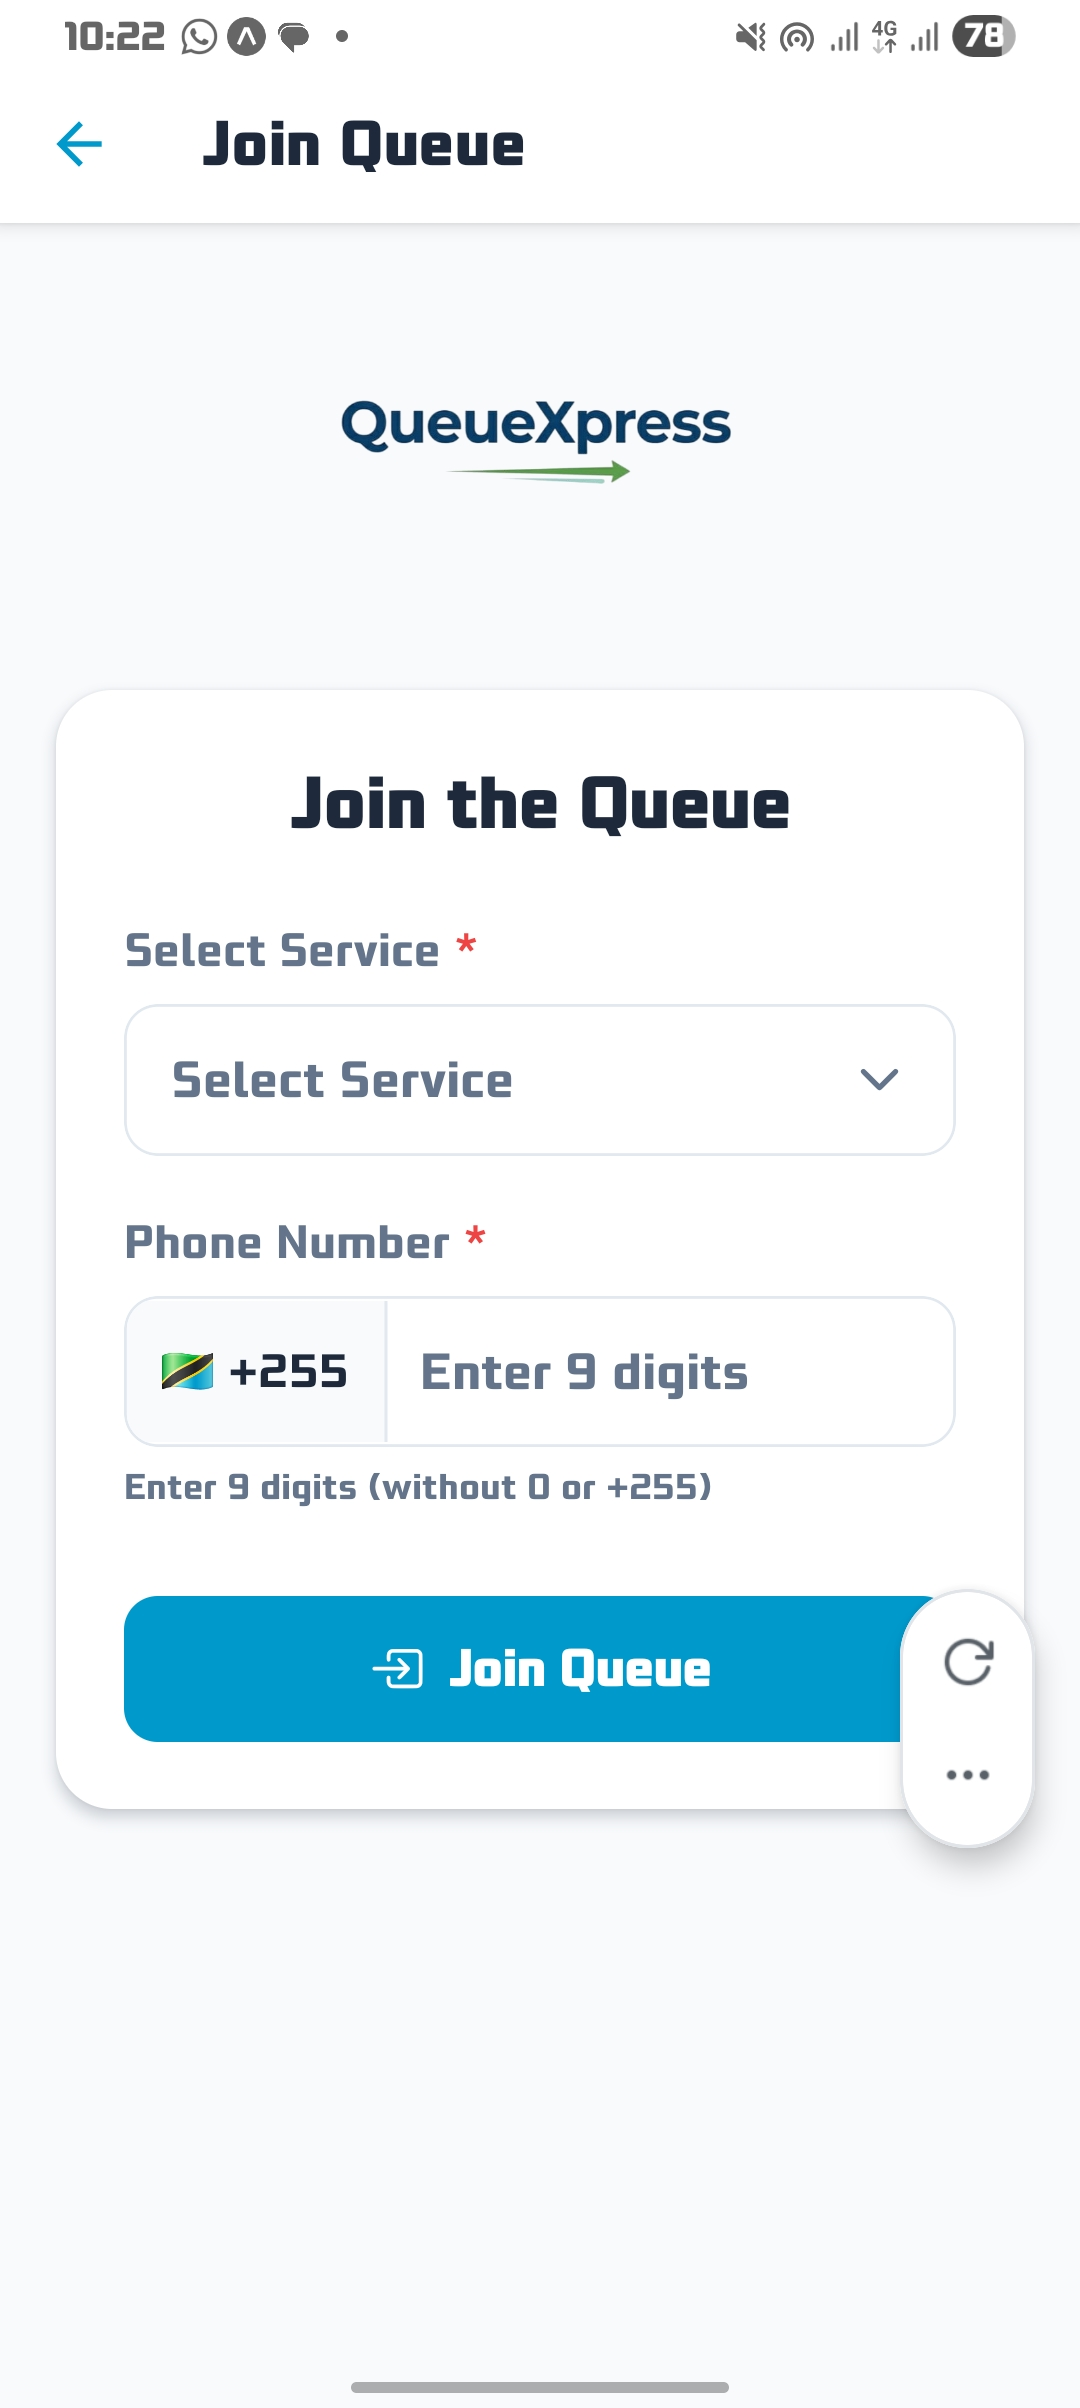 10:22
4G
78
Join Queue
QueueXpress
Join the Queue
Select Service *
Select Service
Phone Number *
+255
Enter 9 digits
Enter 9 digits (without 0 or +255)
Join Queue